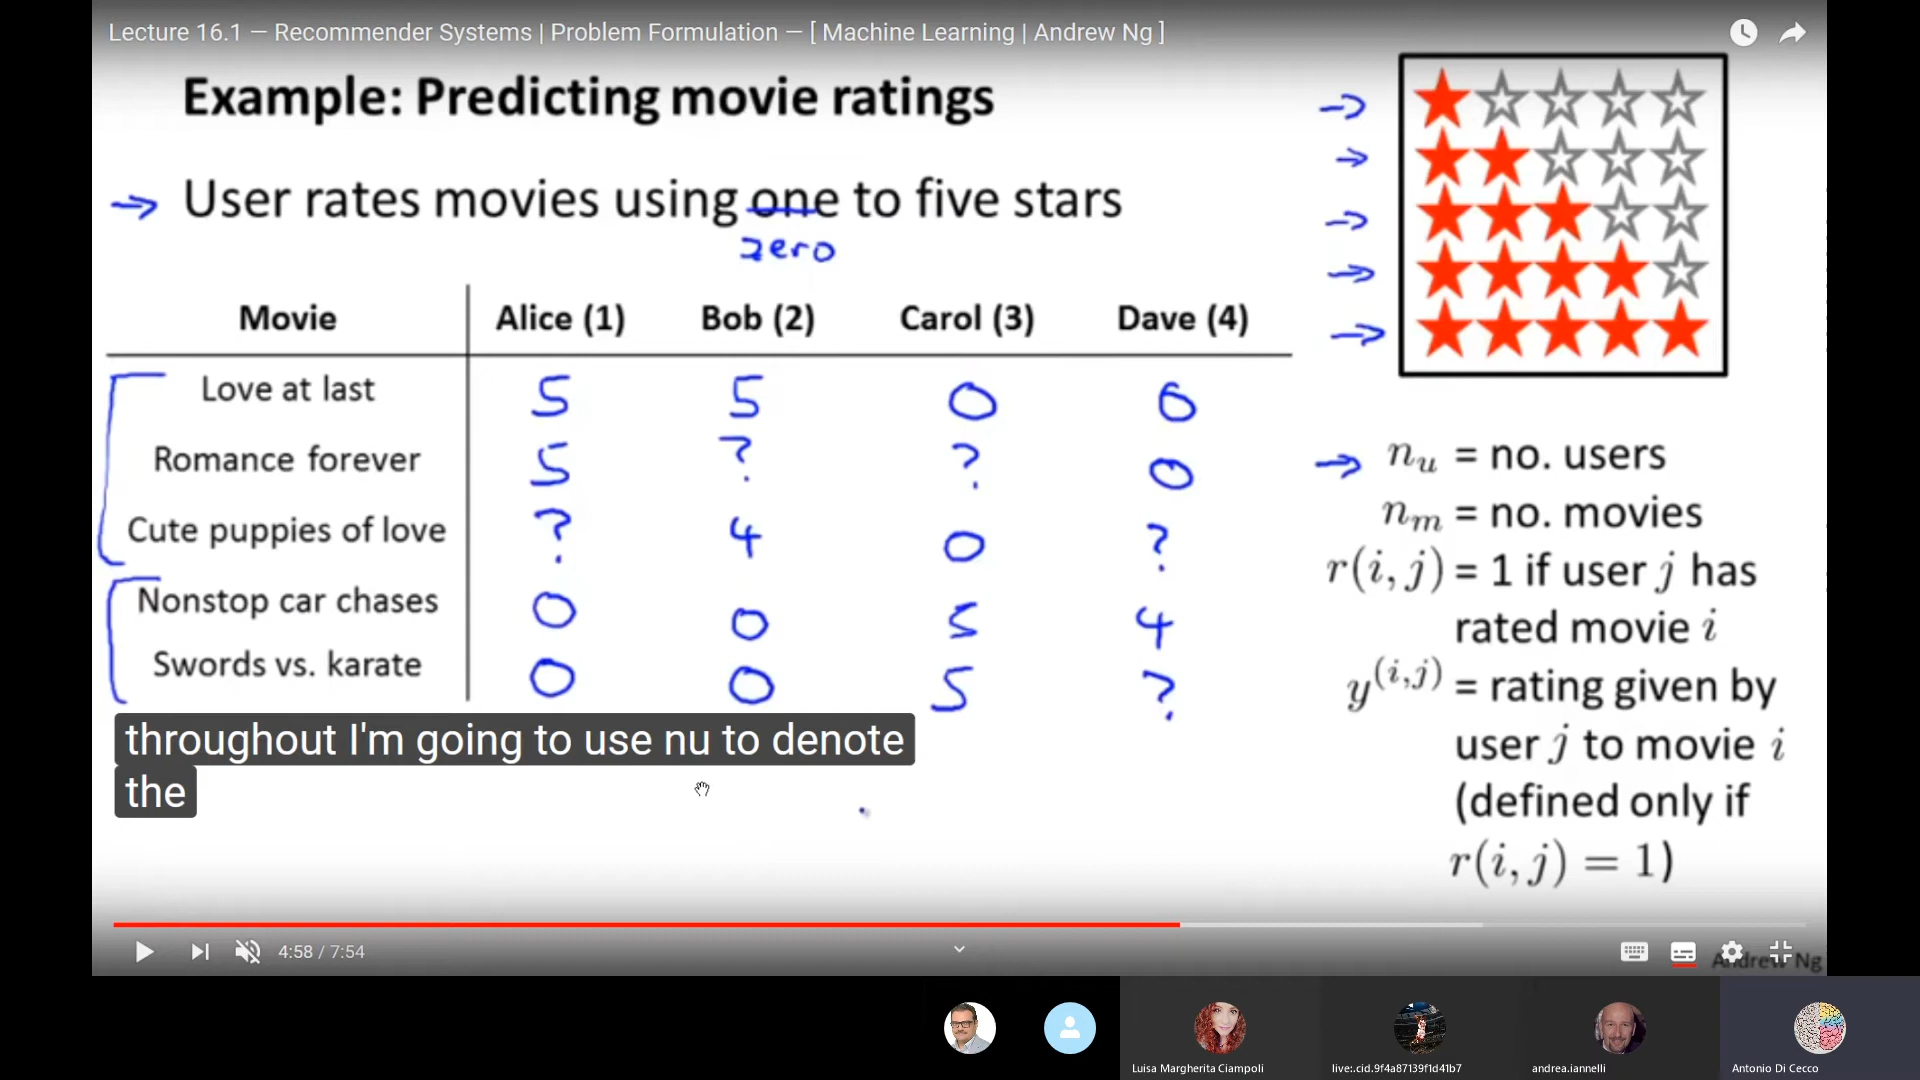 Lecture 16.1 — Recommender Systems | Problem Formulation — [ Machine Learning | Andrew Ng ]
Example: Predicting movie ratings
User rates movies using one to five stars
zero
Movie Alice (1) Bob (2) Carol (3) Dave (4)
Love at last 5 5 0 0
Romance forever 5 ? ? 0
Cute puppies of love ? 4 0 ?
Nonstop car chases 0 0 5 4
Swords vs. karate 0 0 5 ?
n_u = no. users
n_m = no. movies
r(i, j) = 1 if user j has
rated movie i
y^(i,j) = rating given by
user j to movie i
(defined only if
r(i, j) = 1)
throughout I'm going to use nu to denote
the
4:58 / 7:54
Andrew Ng
Luisa Margherita Ciampoli
live:.cid.9f4a87139f1d41b7
andrea.iannelli
Antonio Di Cecco